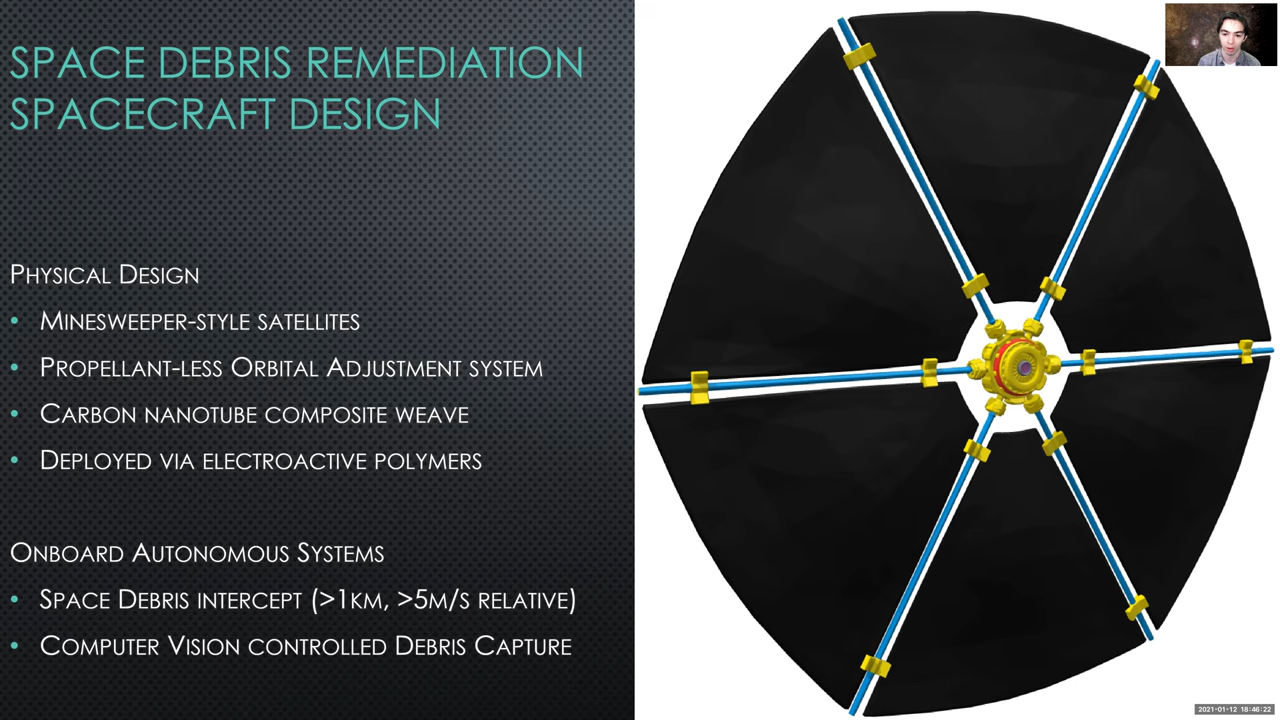 SPACE DEBRIS REMEDIATION
SPACECRAFT DESIGN
PHYSICAL DESIGN
• MINESWEEPER-STYLE SATELLITES
• PROPELLANT-LESS ORBITAL ADJUSTMENT SYSTEM
• CARBON NANOTUBE COMPOSITE WEAVE
• DEPLOYED VIA ELECTROACTIVE POLYMERS
ONBOARD AUTONOMOUS SYSTEMS
• SPACE DEBRIS INTERCEPT (>1KM, >5M/S RELATIVE)
• COMPUTER VISION CONTROLLED DEBRIS CAPTURE
2021-01-12 18:46:22